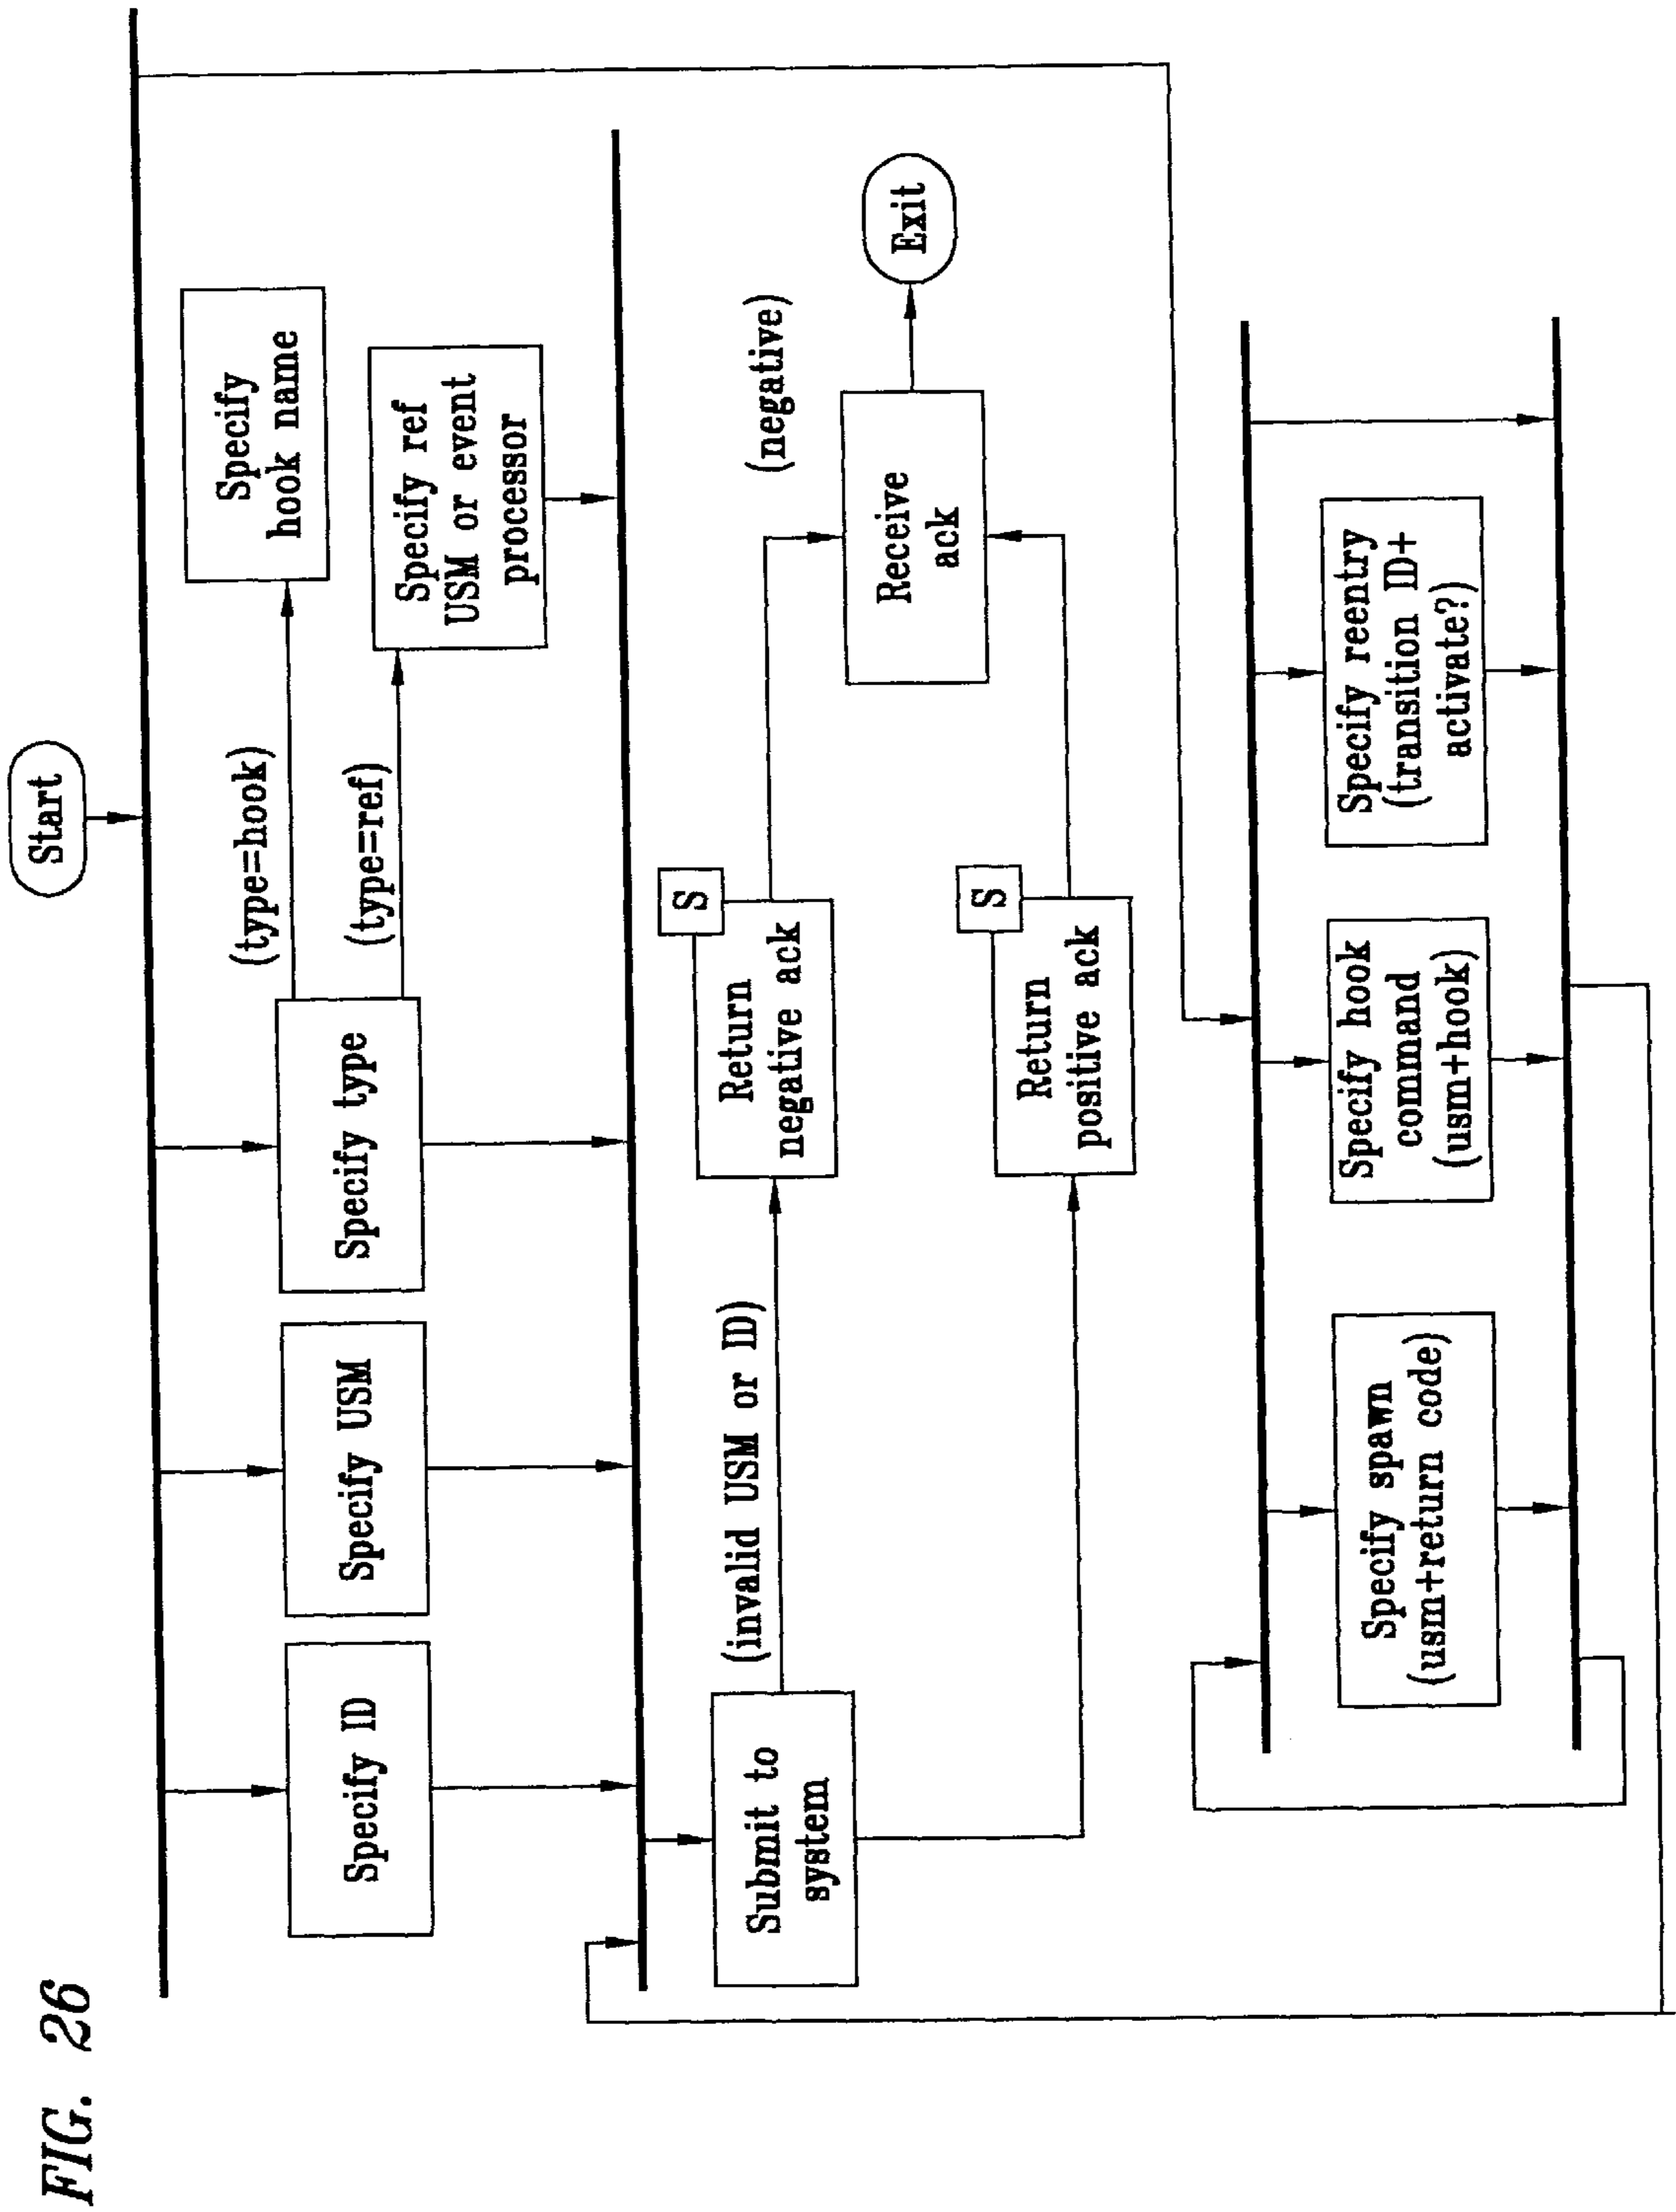 FIG. 26
Start
Specify ID
Specify USM
Specify type
(type=hook)
Specify
hook name
(type=ref)
Specify ref
USM or event
processor
Submit to
system
(invalid USM or ID)
S
Return
negative ack
S
Return
positive ack
(negative)
Receive
ack
Exit
Specify spawn
(usm+return code)
Specify hook
command
(usm+hook)
Specify reentry
(transition ID+
activate?)